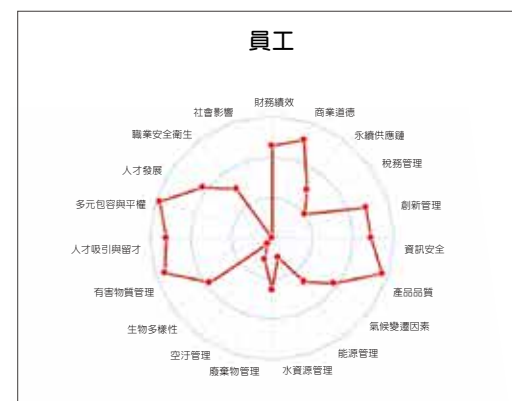 員工
財務績效
商業道德
永續供應鏈
稅務管理
創新管理
資訊安全
產品品質
氣候變遷因素
能源管理
水資源管理
廢棄物管理
空汙管理
生物多樣性
有害物質管理
人才吸引與留才
多元包容與平權
人才發展
職業安全衛生
社會影響